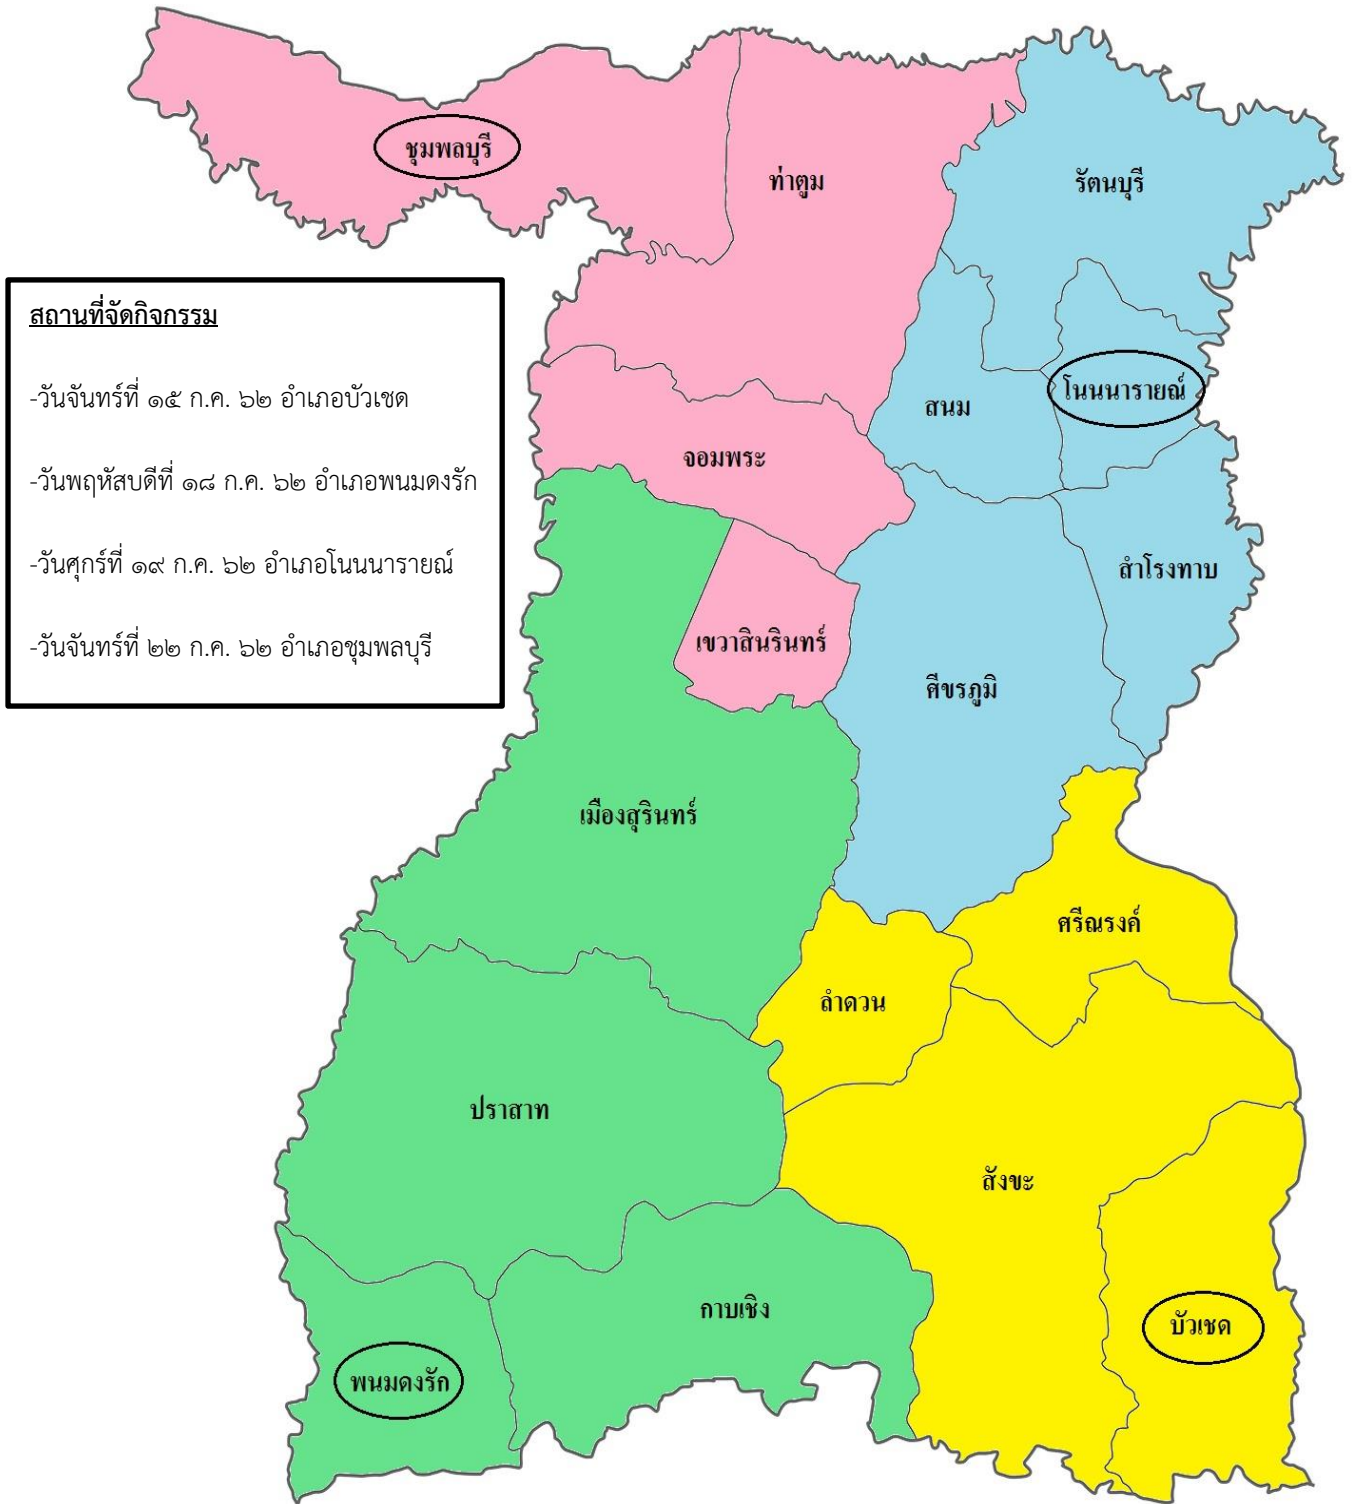 ชุมพลบุรี
ท่าตูม
รัตนบุรี
สถานที่จัดกิจกรรม
-วันจันทร์ที่ ๑๕ ก.ค. ๖๒ อำเภอบัวเชด
-วันพฤหัสบดีที่ ๑๘ ก.ค. ๖๒ อำเภอพนมดงรัก
-วันศุกร์ที่ ๑๙ ก.ค. ๖๒ อำเภอโนนนารายณ์
-วันจันทร์ที่ ๒๒ ก.ค. ๖๒ อำเภอชุมพลบุรี
โนนนารายณ์
สนม
จอมพระ
สำโรงทาบ
เขวาสินรินทร์
ศีขรภูมิ
เมืองสุรินทร์
ศรีณรงค์
ลำดวน
ปราสาท
สังขะ
กาบเชิง
บัวเชด
พนมดงรัก